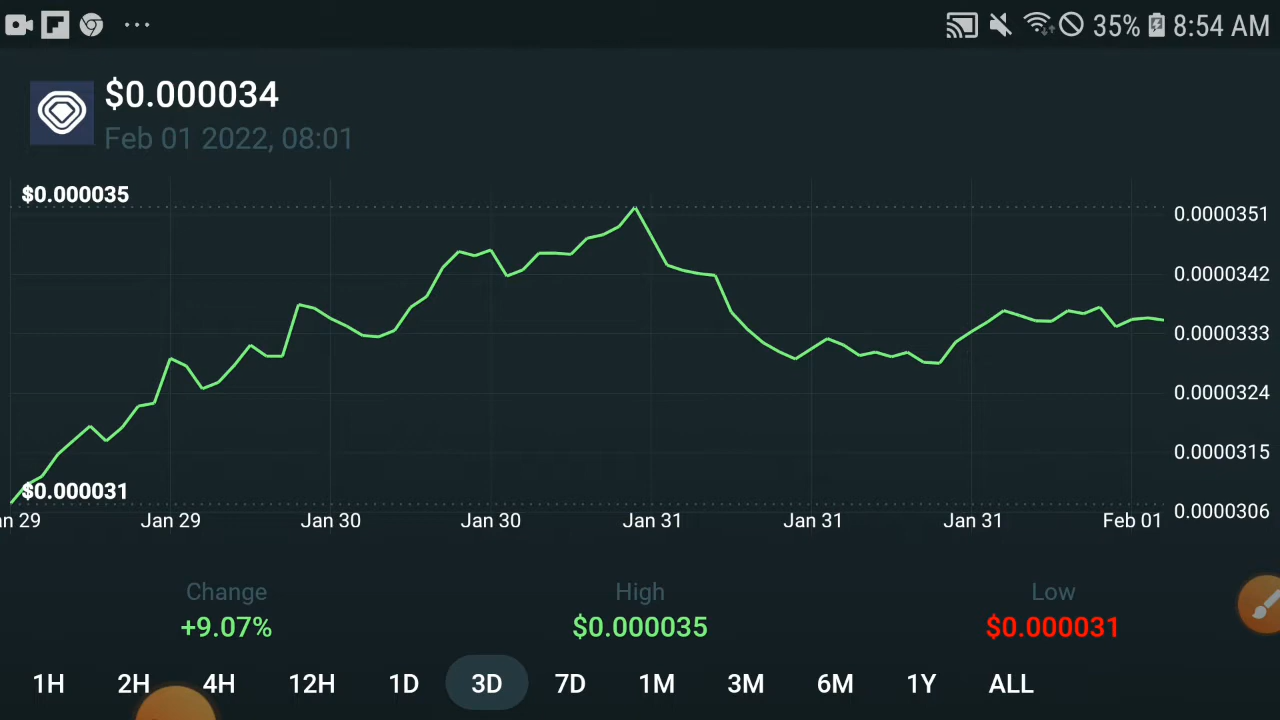 35% 8:54 AM
$0.000034
Feb 01 2022, 08:01
$0.000035
0.0000351
0.0000342
0.0000333
0.0000324
0.0000315
$0.000031
0.0000306
an 29 Jan 29 Jan 30 Jan 30 Jan 31 Jan 31 Jan 31 Feb 01
Change High Low
+9.07% $0.000035 $0.000031
1H 2H 4H 12H 1D 3D 7D 1M 3M 6M 1Y ALL